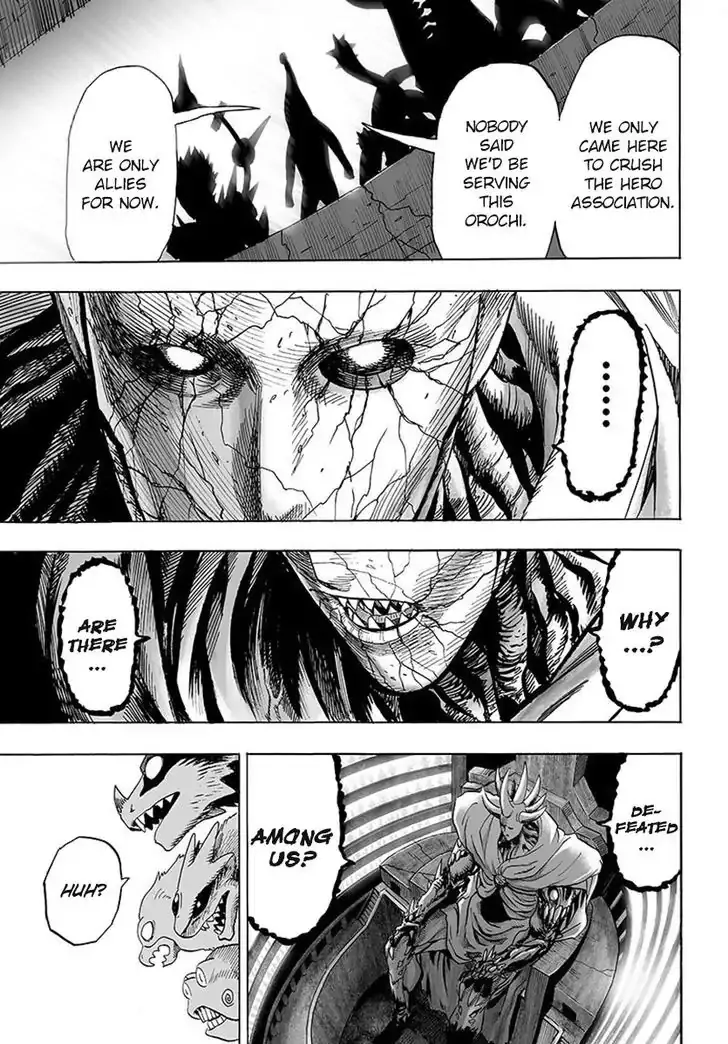 WE ONLY
CAME HERE
TO CRUSH
THE HERO
ASSOCIATION.
NOBODY
SAID
WE'D BE
SERVING
THIS
OROCHI.
WE
ARE ONLY
ALLIES
FOR NOW.
......
WHY
...?
ARE
THERE
...
DE-
FEATED
...
AMONG
US?
HUH?